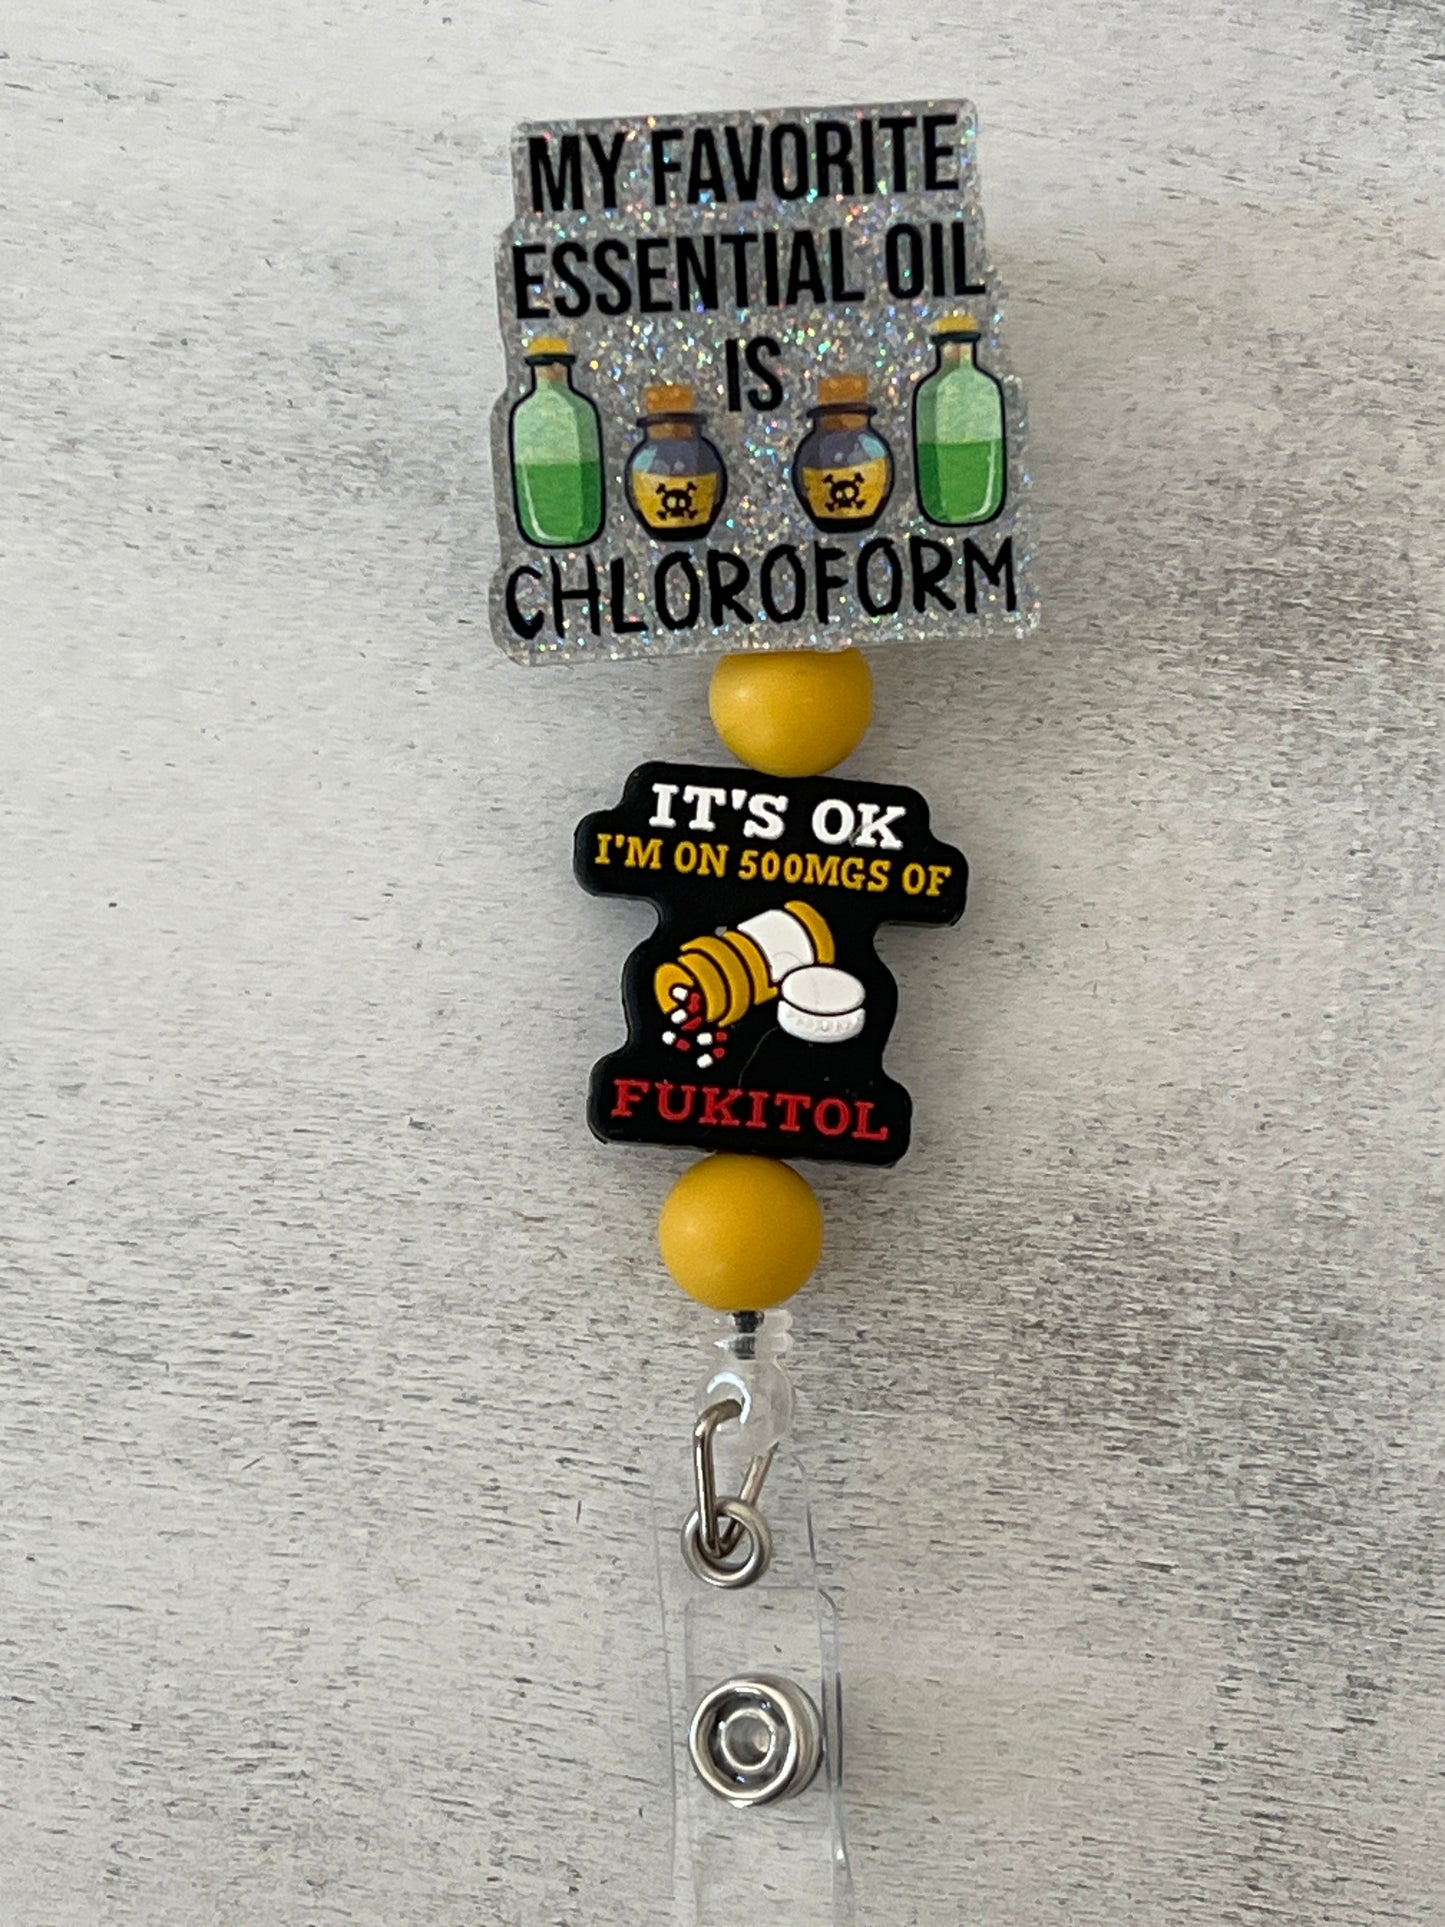 MY FAVORITE
ESSENTIAL OIL
IS
CHLOROFORM
IT'S OK
I'M ON 500MGS OF
FUKITOL